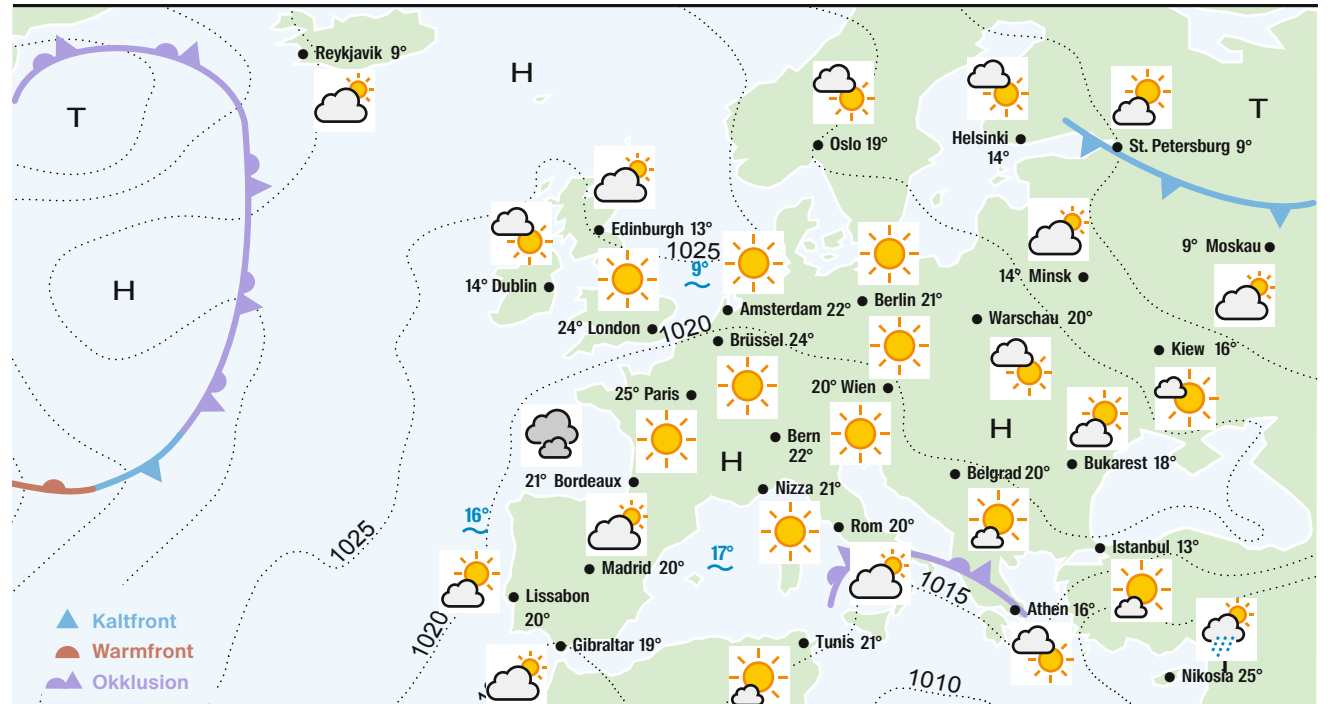 Reykjavik 9°
H
T
T
Oslo 19°
Helsinki
14°
St. Petersburg 9°
Edinburgh 13°
1025
9°
9° Moskau
14° Dublin
14° Minsk
H
Amsterdam 22°
Berlin 21°
24° London
1020
Warschau 20°
Brüssel 24°
Kiew 16°
25° Paris
20° Wien
Bern
22°
H
H
Bukarest 18°
Belgrad 20°
21° Bordeaux
Nizza 21°
16°
Rom 20°
1025
17°
Istanbul 13°
Madrid 20°
1015
Lissabon
20°
Athen 16°
Kaltfront
1020
Gibraltar 19°
Tunis 21°
Warmfront
Nikosia 25°
Okklusion
1010